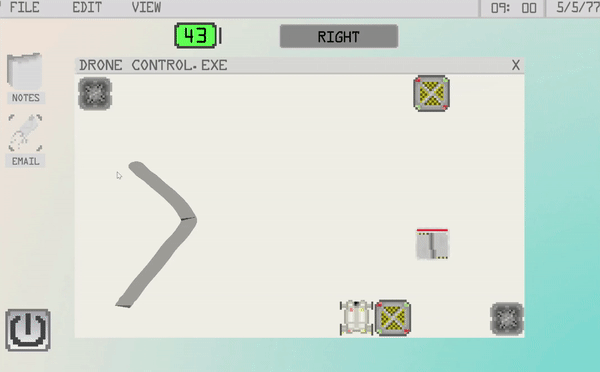 FILE EDIT VIEW 09: 00 5/5/77
43 RIGHT
DRONE CONTROL.EXE X
NOTES
EMAIL